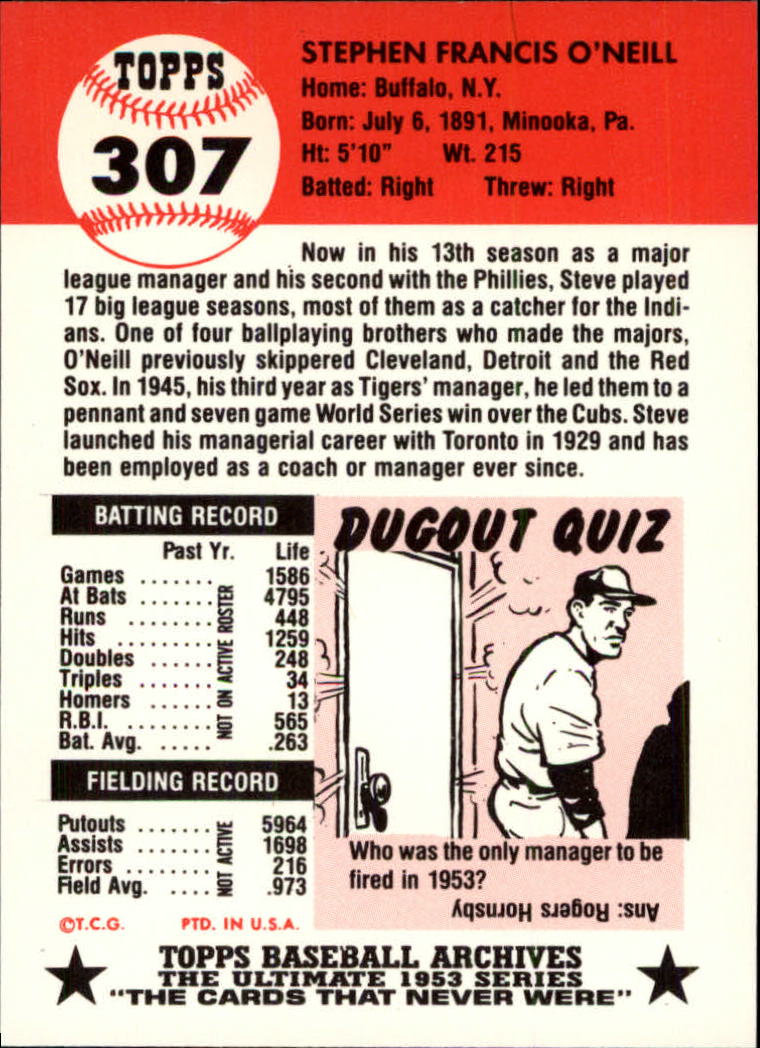 TOPPS
307
STEPHEN FRANCIS O'NEILL
Home: Buffalo, N.Y.
Born: July 6, 1891, Minooka, Pa.
Ht: 5'10" Wt. 215
Batted: Right Threw: Right
Now in his 13th season as a major
league manager and his second with the Phillies, Steve played
17 big league seasons, most of them as a catcher for the Indi-
ans. One of four ballplaying brothers who made the majors,
O'Neill previously skippered Cleveland, Detroit and the Red
Sox. In 1945, his third year as Tigers' manager, he led them to a
pennant and seven game World Series win over the Cubs. Steve
launched his managerial career with Toronto in 1929 and has
been employed as a coach or manager ever since.
BATTING RECORD
Past Yr. Life
Games ....... 1586
At Bats ....... 4795
Runs ........ 448
Hits ......... 1259
Doubles ...... 248
Triples ....... 34
Homers ...... 13
R.B.I. ........ 565
Bat. Avg. ..... .263
NOT ON ACTIVE ROSTER
FIELDING RECORD
Putouts ....... 5964
Assists ....... 1698
Errors ........ 216
Field Avg. .... .973
NOT ACTIVE
©T.C.G. PTD. IN U.S.A.
DUGOUT QUIZ
Who was the only manager to be
fired in 1953?
Ans: Rogers Hornsby
TOPPS BASEBALL ARCHIVES
THE ULTIMATE 1953 SERIES
"THE CARDS THAT NEVER WERE"